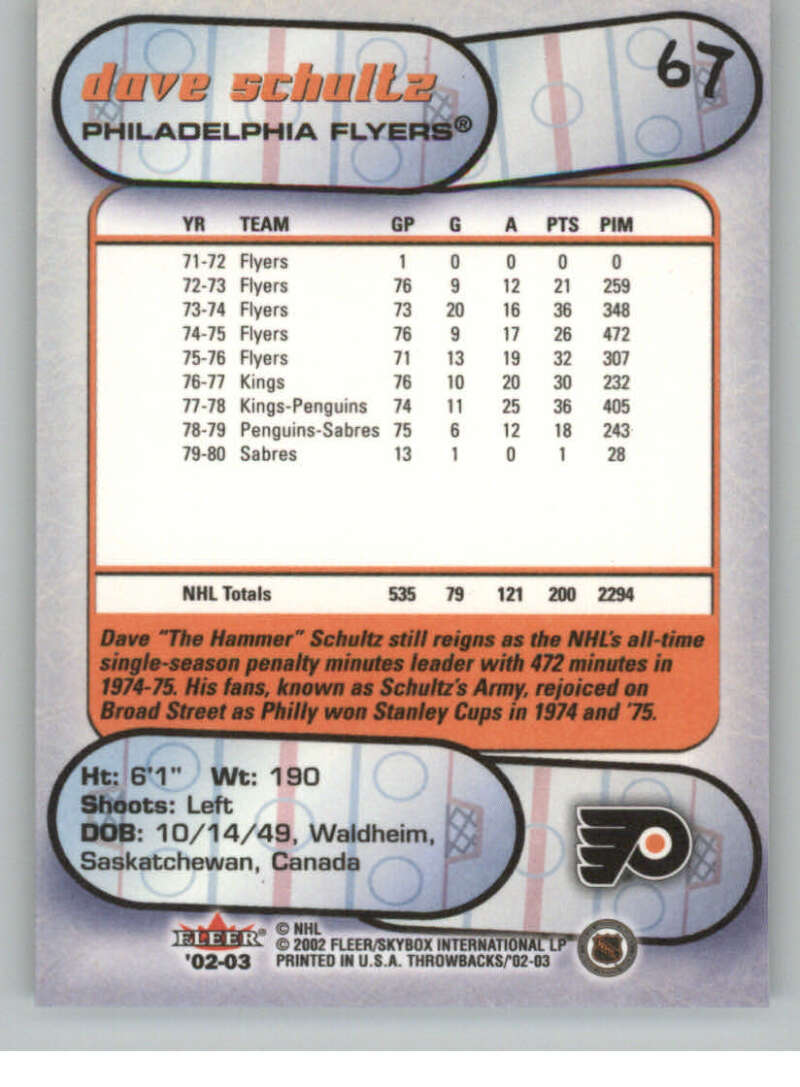 dave schultz
PHILADELPHIA FLYERS®
67
YR TEAM GP G A PTS PIM
71-72 Flyers 1 0 0 0 0
72-73 Flyers 76 9 12 21 259
73-74 Flyers 73 20 16 36 348
74-75 Flyers 76 9 17 26 472
75-76 Flyers 71 13 19 32 307
76-77 Kings 76 10 20 30 232
77-78 Kings-Penguins 74 11 25 36 405
78-79 Penguins-Sabres 75 6 12 18 243
79-80 Sabres 13 1 0 1 28
NHL Totals 535 79 121 200 2294
Dave "The Hammer" Schultz still reigns as the NHL's all-time
single-season penalty minutes leader with 472 minutes in
1974-75. His fans, known as Schultz's Army, rejoiced on
Broad Street as Philly won Stanley Cups in 1974 and '75.
Ht: 6'1" Wt: 190
Shoots: Left
DOB: 10/14/49, Waldheim,
Saskatchewan, Canada
FLEER®
'02-03
© NHL
© 2002 FLEER/SKYBOX INTERNATIONAL LP
PRINTED IN U.S.A. THROWBACKS/'02-03